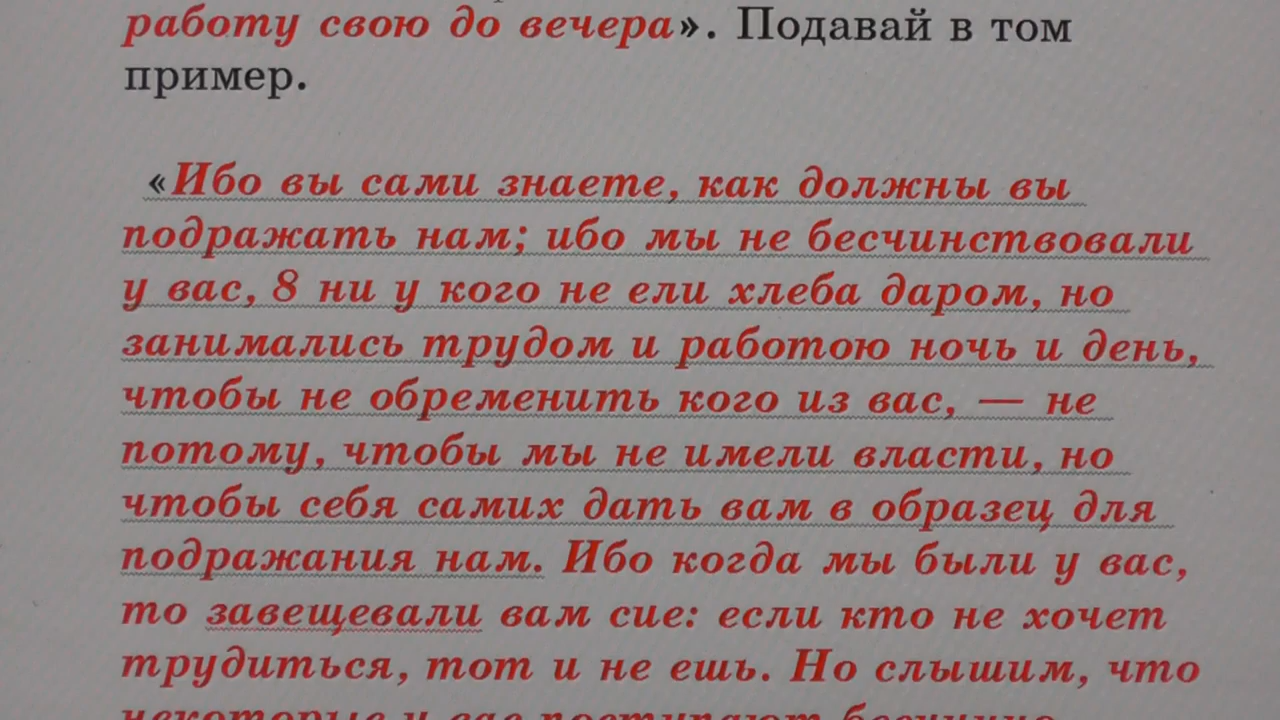 работу свою до вечера». Подавай в том
пример.
«Ибо вы сами знаете, как должны вы
подражать нам; ибо мы не бесчинствовали
у вас, 8 ни у кого не ели хлеба даром, но
занимались трудом и работою ночь и день,
чтобы не обременить кого из вас, — не
потому, чтобы мы не имели власти, но
чтобы себя самих дать вам в образец для
подражания нам. Ибо когда мы были у вас,
то завещевали вам сие: если кто не хочет
трудиться, тот и не ешь. Но слышим, что
некоторые у вас поступают бесчинно